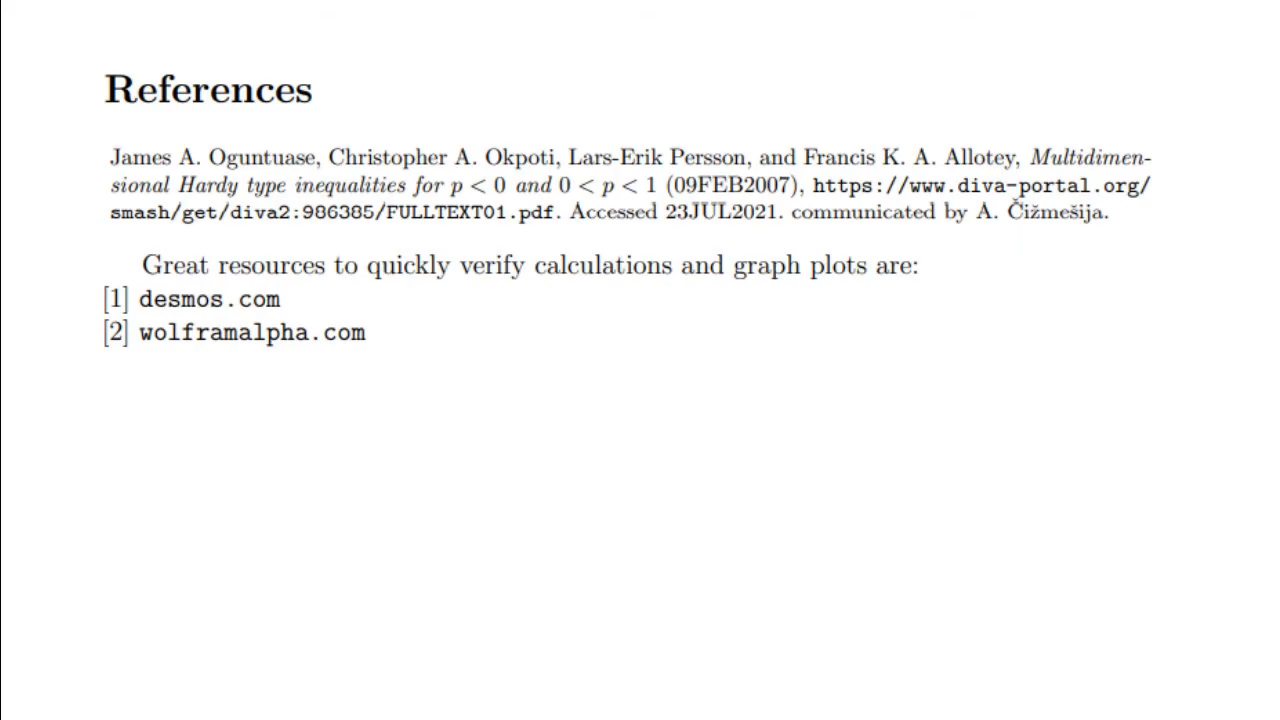 References
James A. Oguntuase, Christopher A. Okpoti, Lars-Erik Persson, and Francis K. A. Allotey, Multidimen-
sional Hardy type inequalities for p < 0 and 0 < p < 1 (09FEB2007), https://www.diva-portal.org/
smash/get/diva2:986385/FULLTEXT01.pdf. Accessed 23JUL2021. communicated by A. Čižmešija.
Great resources to quickly verify calculations and graph plots are:
[1] desmos.com
[2] wolframalpha.com